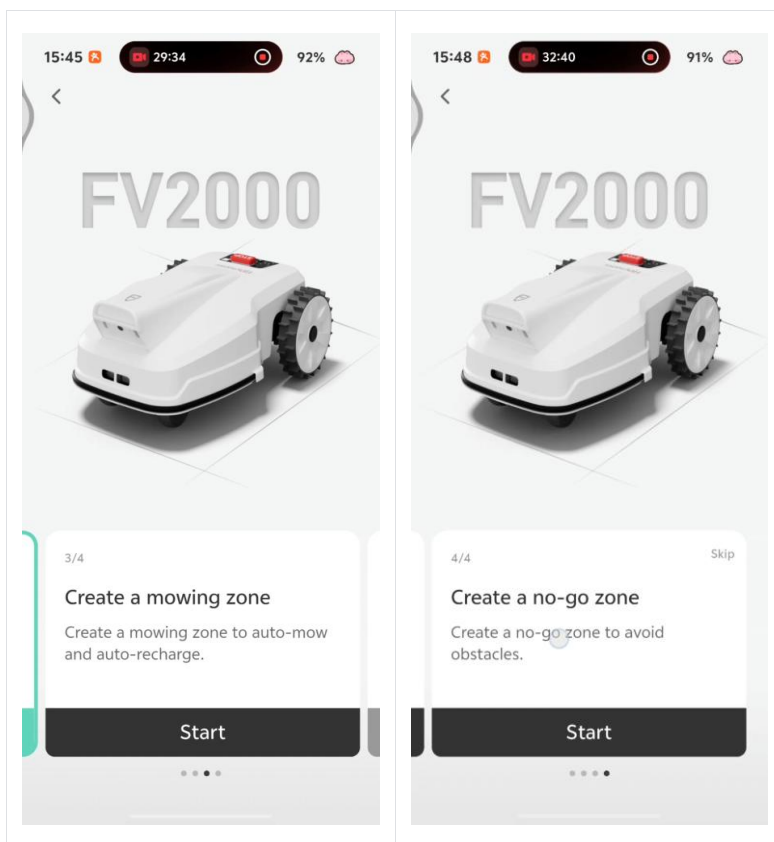 15:45
29:34
92%
FV2000
3/4
Create a mowing zone
Create a mowing zone to auto-mow
and auto-recharge.
Start
15:48
32:40
91%
FV2000
4/4
Skip
Create a no-go zone
Create a no-go zone to avoid
obstacles.
Start